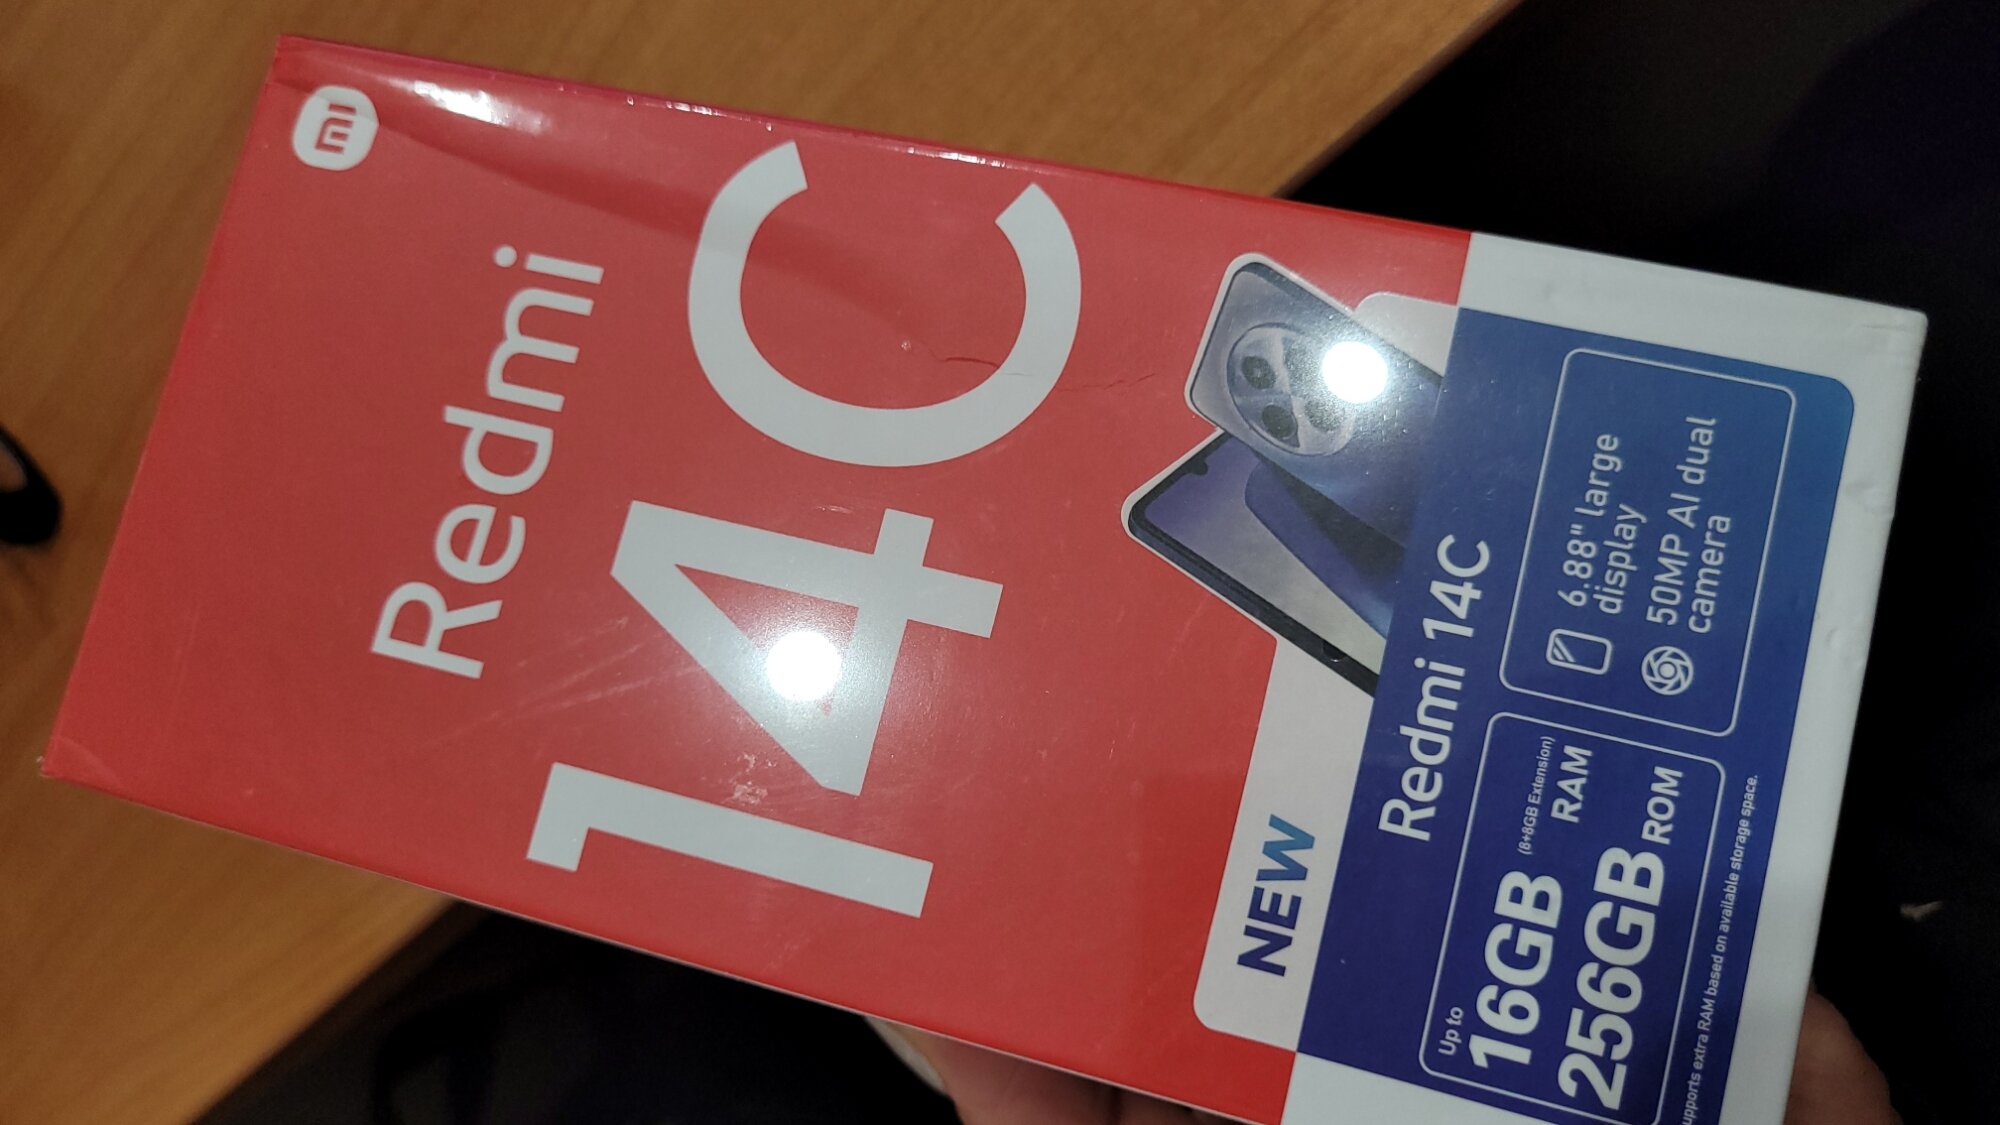 mi
Redmi
14C
NEW
Redmi 14C
Up to
16GB (8+8GB Extension) RAM
256GB ROM
6.88" large
display
50MP AI dual
camera
extra RAM based on available storage space.